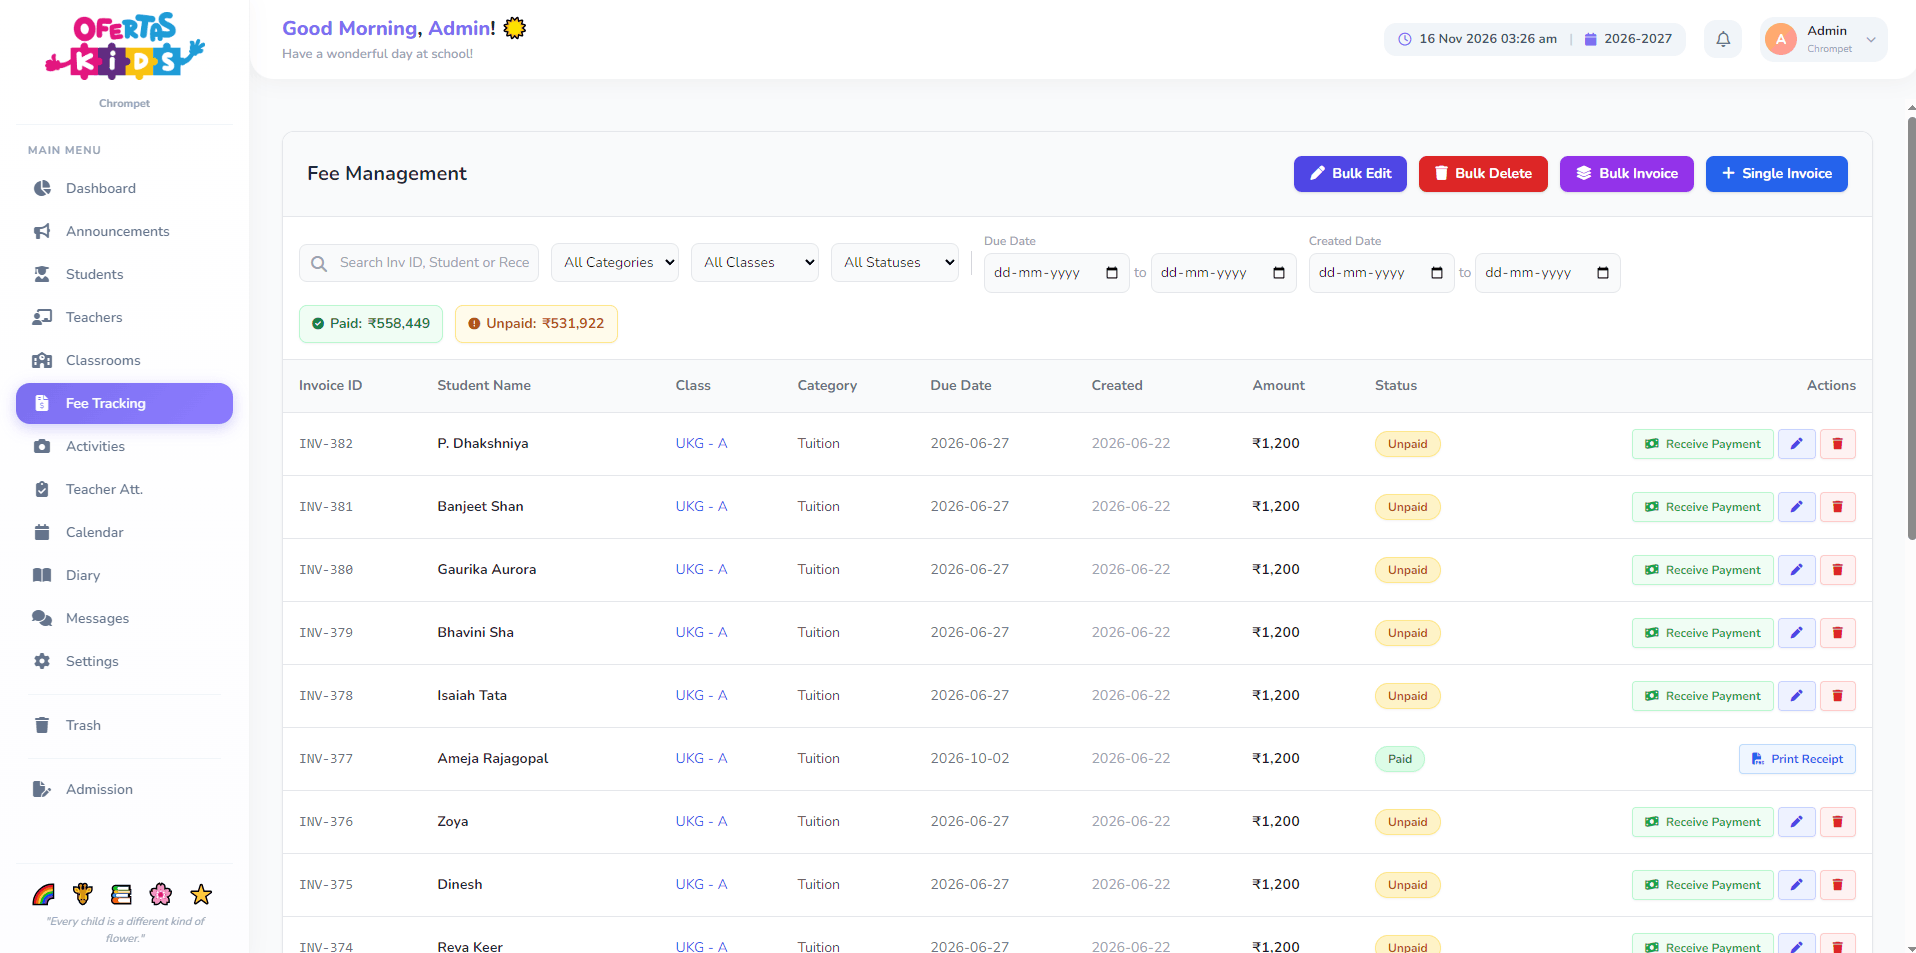 OFERTAS
KiDS
Chrompet
MAIN MENU
Dashboard
Announcements
Students
Teachers
Classrooms
Fee Tracking
Activities
Teacher Att.
Calendar
Diary
Messages
Settings
Trash
Admission
"Every child is a different kind of
flower."
Good Morning, Admin!
Have a wonderful day at school!
16 Nov 2026 03:26 am | 2026-2027
A
Admin
Chrompet
Fee Management
Bulk Edit
Bulk Delete
Bulk Invoice
Single Invoice
Search Inv ID, Student or Rece
All Categories
All Classes
All Statuses
Due Date
dd-mm-yyyy to dd-mm-yyyy
Created Date
dd-mm-yyyy to dd-mm-yyyy
Paid: ₹558,449
Unpaid: ₹531,922
Invoice ID Student Name Class Category Due Date Created Amount Status Actions
INV-382 P. Dhakshniya UKG - A Tuition 2026-06-27 2026-06-22 ₹1,200 Unpaid Receive Payment
INV-381 Banjeet Shan UKG - A Tuition 2026-06-27 2026-06-22 ₹1,200 Unpaid Receive Payment
INV-380 Gaurika Aurora UKG - A Tuition 2026-06-27 2026-06-22 ₹1,200 Unpaid Receive Payment
INV-379 Bhavini Sha UKG - A Tuition 2026-06-27 2026-06-22 ₹1,200 Unpaid Receive Payment
INV-378 Isaiah Tata UKG - A Tuition 2026-06-27 2026-06-22 ₹1,200 Unpaid Receive Payment
INV-377 Ameja Rajagopal UKG - A Tuition 2026-10-02 2026-06-22 ₹1,200 Paid Print Receipt
INV-376 Zoya UKG - A Tuition 2026-06-27 2026-06-22 ₹1,200 Unpaid Receive Payment
INV-375 Dinesh UKG - A Tuition 2026-06-27 2026-06-22 ₹1,200 Unpaid Receive Payment
INV-374 Reva Keer UKG - A Tuition 2026-06-27 2026-06-22 ₹1,200 Unpaid Receive Payment